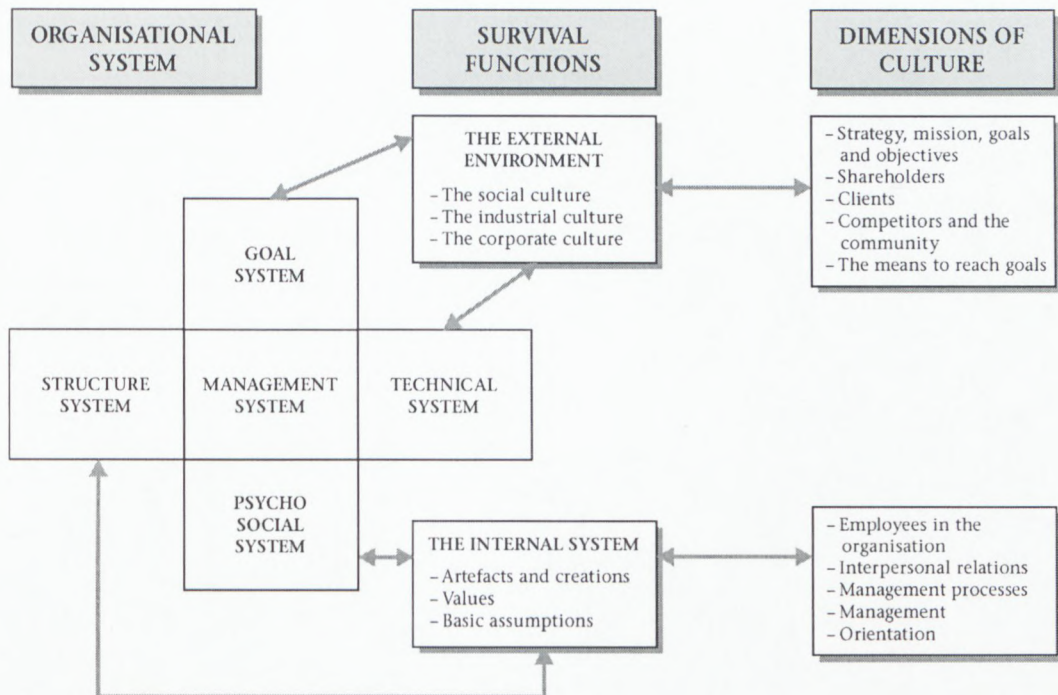 ORGANISATIONAL
SYSTEM
SURVIVAL
FUNCTIONS
DIMENSIONS OF
CULTURE
THE EXTERNAL
ENVIRONMENT
– The social culture
– The industrial culture
– The corporate culture
– Strategy, mission, goals
and objectives
– Shareholders
– Clients
– Competitors and the
community
– The means to reach goals
GOAL
SYSTEM
STRUCTURE
SYSTEM
MANAGEMENT
SYSTEM
TECHNICAL
SYSTEM
PSYCHO
SOCIAL
SYSTEM
THE INTERNAL SYSTEM
– Artefacts and creations
– Values
– Basic assumptions
– Employees in the
organisation
– Interpersonal relations
– Management processes
– Management
– Orientation